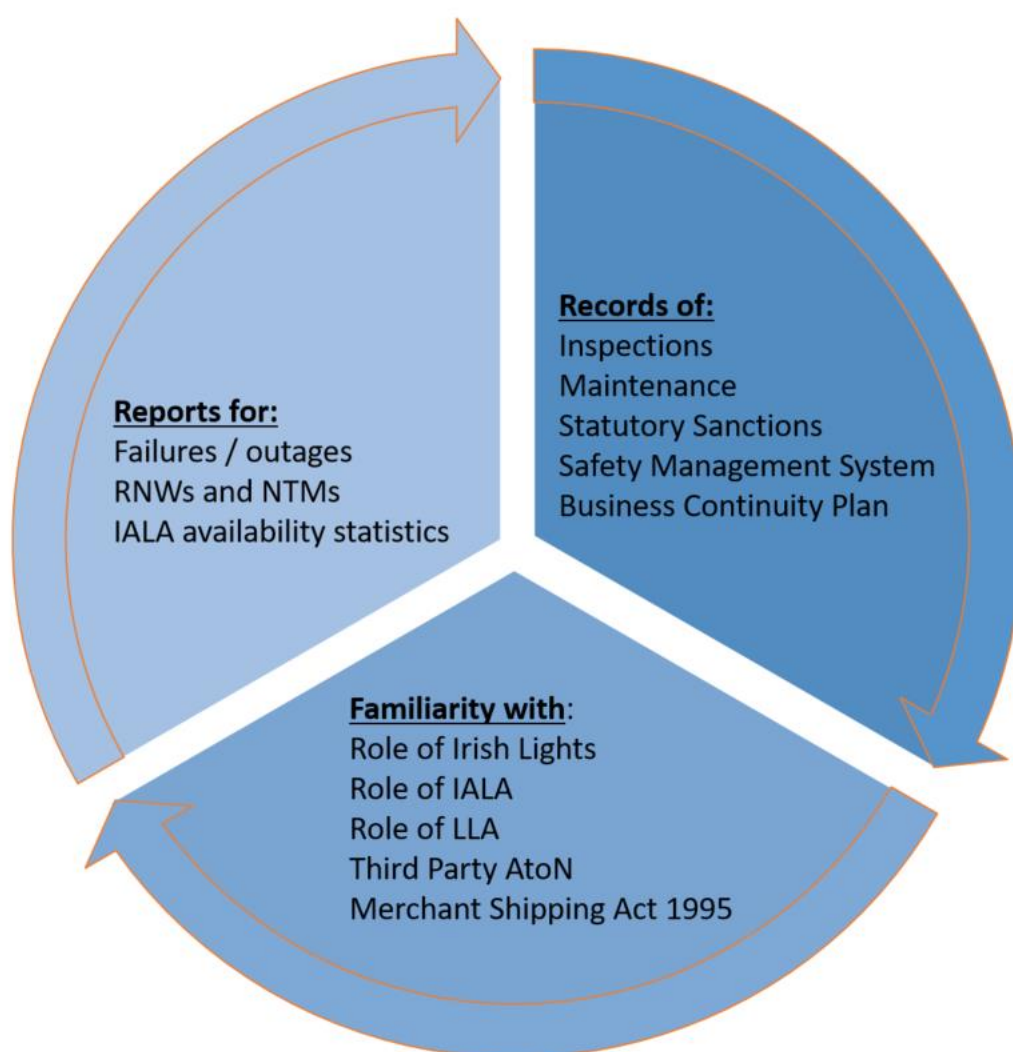 Records of:
Inspections
Maintenance
Statutory Sanctions
Safety Management System
Business Continuity Plan
Familiarity with:
Role of Irish Lights
Role of IALA
Role of LLA
Third Party AtoN
Merchant Shipping Act 1995
Reports for:
Failures / outages
RNWs and NTMs
IALA availability statistics